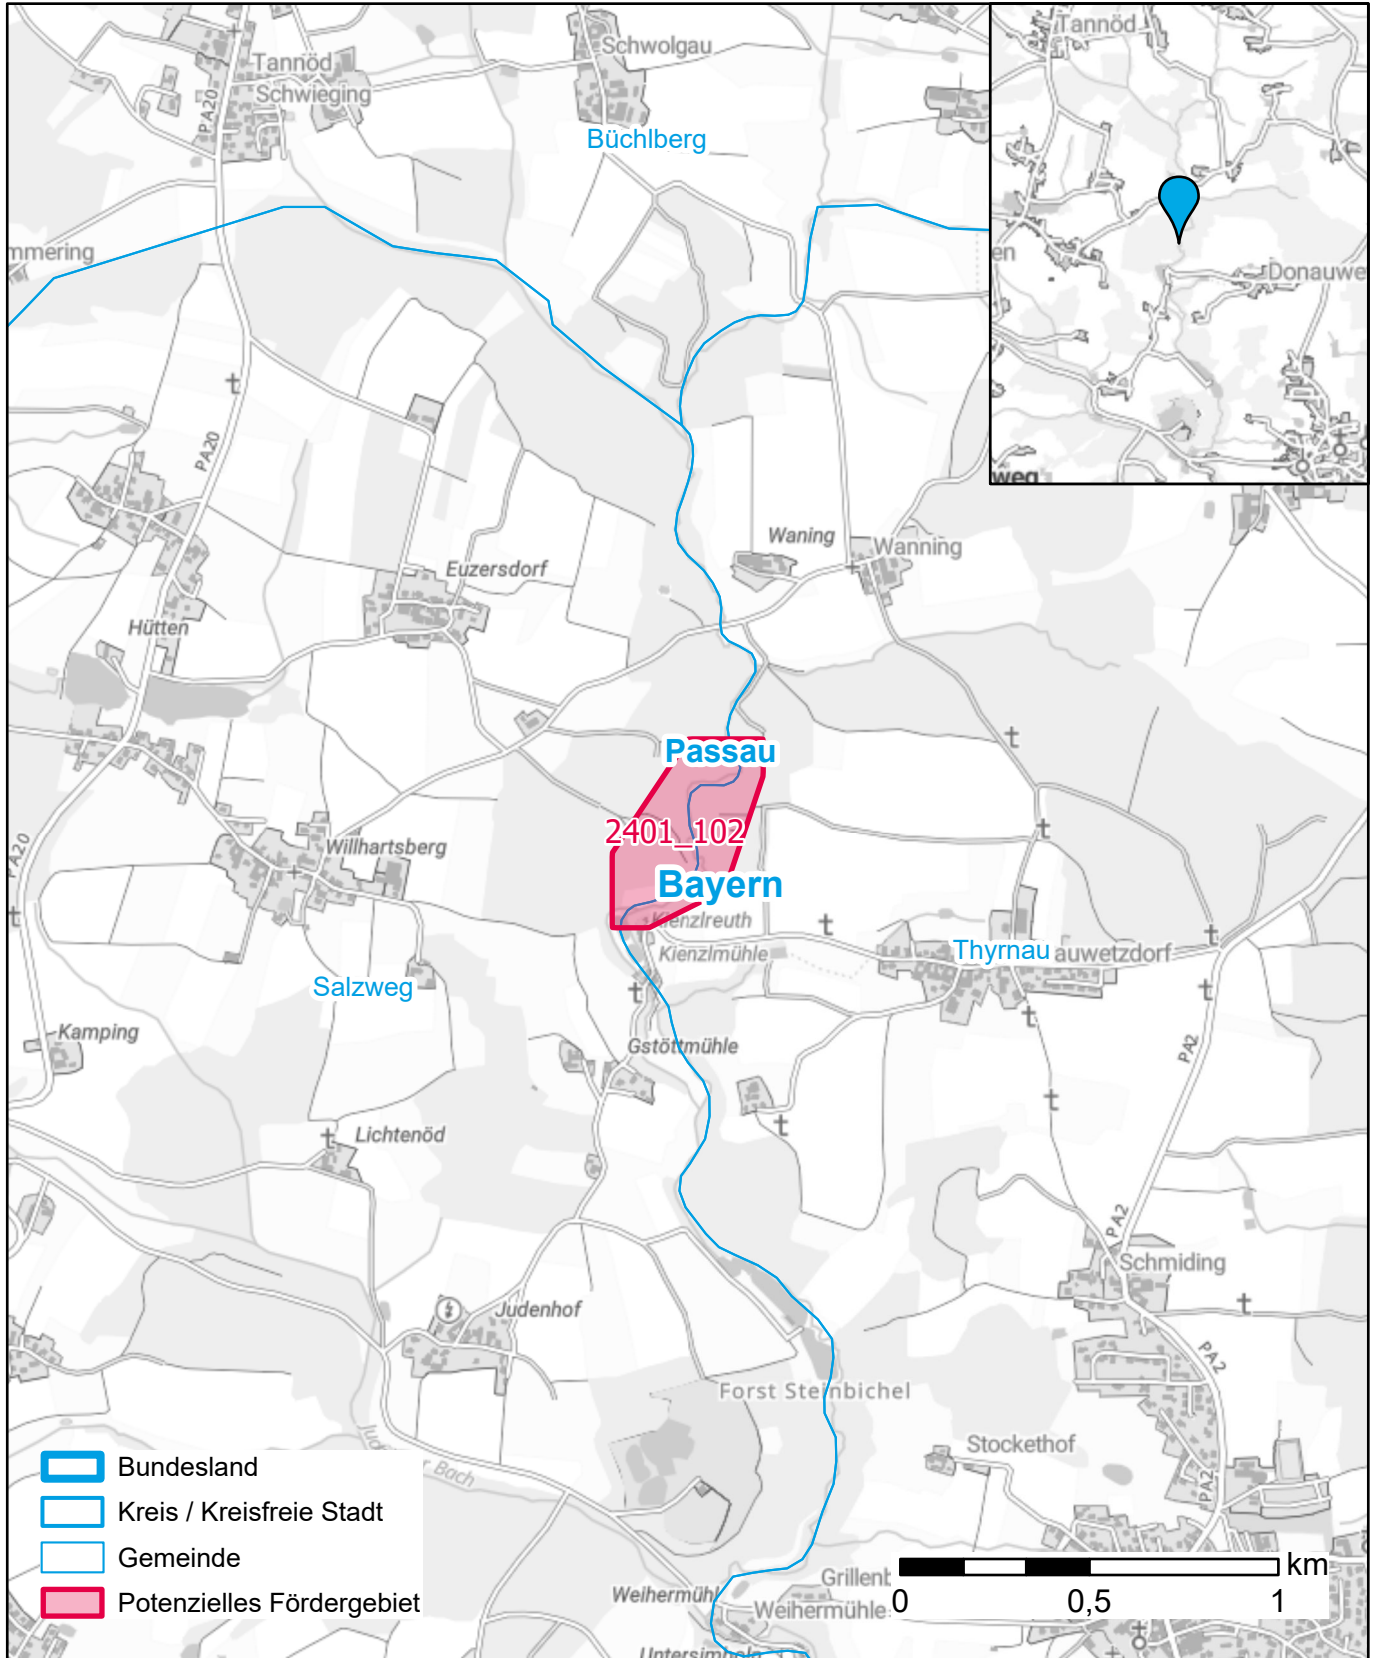 Tannöd
Schwieging
Schwolgau
Büchlberg
PA20
Tannöd
en
Donauwe
weg
mmering
PA20
Waning
Wanning
Euzersdorf
Hütten
Passau
2401_102
Bayern
PA20
Willhartsberg
Kienzlreuth
Kienzlmühle
Thyrnau
auwetzdorf
Salzweg
Kamping
Gstöttmühle
PA2
Lichtenöd
PA2
Schmiding
Judenhof
PA2
Forst Steinbichel
Stockethof
PA2
Bach
Bundesland
Kreis / Kreisfreie Stadt
Gemeinde
Potenzielles Fördergebiet
Weihermühl
Weihermühle
Grillenb
km
0 0,5 1